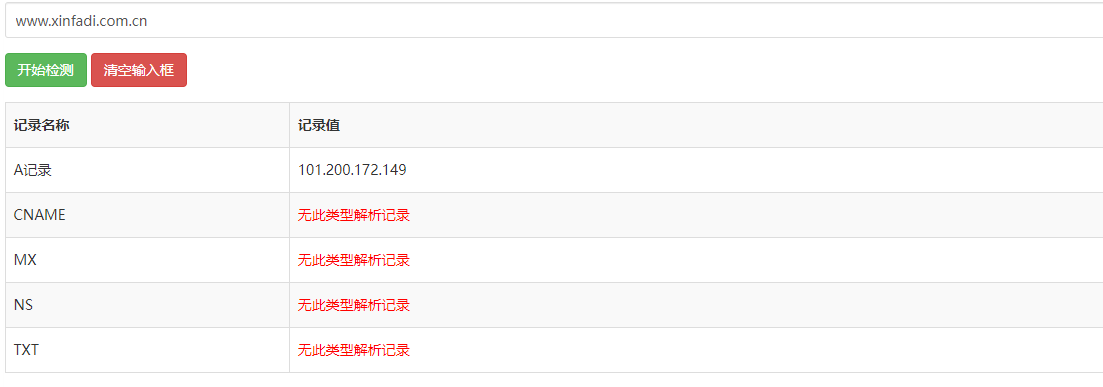 www.xinfadi.com.cn
开始检测 清空输入框
记录名称 记录值
A记录 101.200.172.149
CNAME 无此类型解析记录
MX 无此类型解析记录
NS 无此类型解析记录
TXT 无此类型解析记录